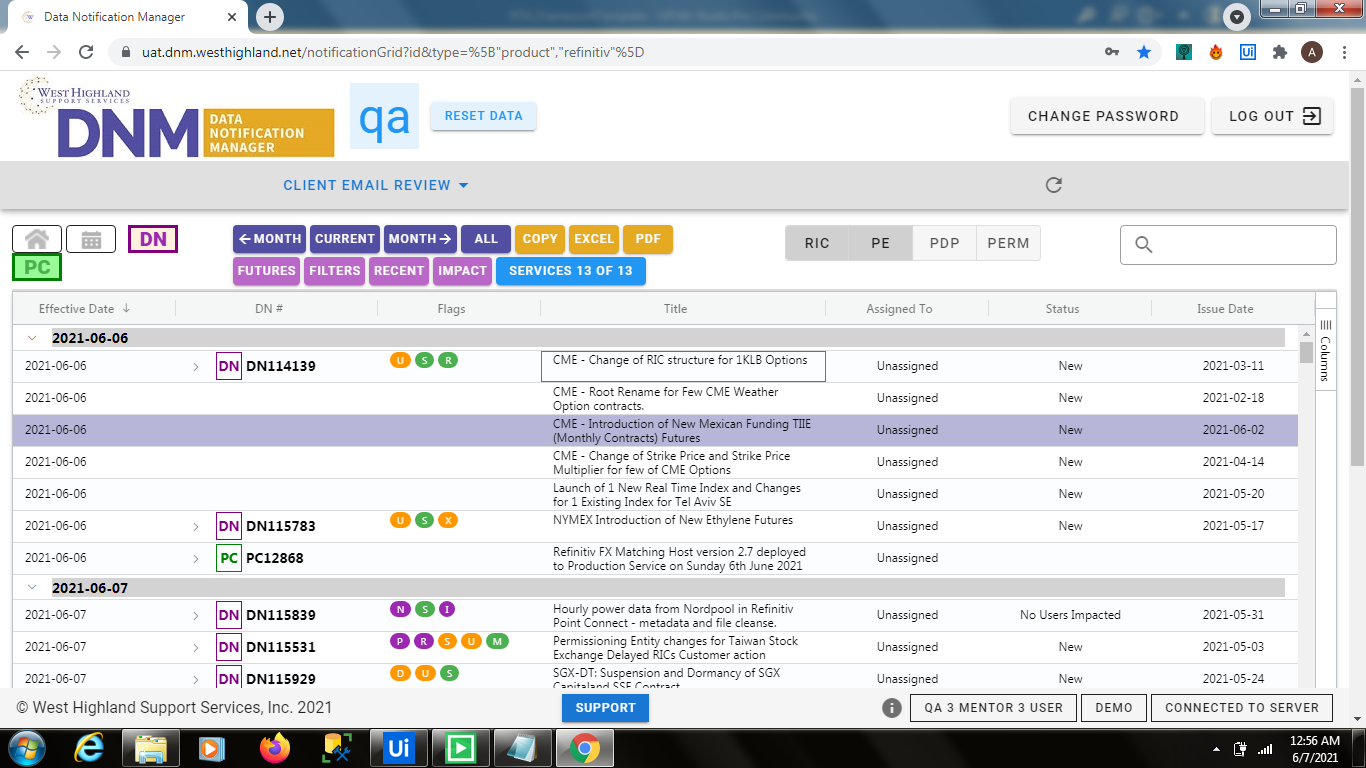 Data Notification Manager
uat.dnm.westhighland.net/notificationGrid?id&type=%5B"product","refinitiv"%5D
A
WEST HIGHLAND
SUPPORT SERVICES
DNM DATA NOTIFICATION MANAGER
qa
RESET DATA
CHANGE PASSWORD
LOG OUT
CLIENT EMAIL REVIEW
DN
PC
MONTH CURRENT MONTH ALL COPY EXCEL PDF
FUTURES FILTERS RECENT IMPACT SERVICES 13 OF 13
RIC PE PDP PERM
Effective Date DN # Flags Title Assigned To Status Issue Date
Columns
2021-06-06
2021-06-06 DN DN114139 U S R CME - Change of RIC structure for 1KLB Options Unassigned New 2021-03-11
2021-06-06 CME - Root Rename for Few CME Weather Option contracts. Unassigned New 2021-02-18
2021-06-06 CME - Introduction of New Mexican Funding TIIE (Monthly Contracts) Futures Unassigned New 2021-06-02
2021-06-06 CME - Change of Strike Price and Strike Price Multiplier for few of CME Options Unassigned New 2021-04-14
2021-06-06 Launch of 1 New Real Time Index and Changes for 1 Existing Index for Tel Aviv SE Unassigned New 2021-05-20
2021-06-06 DN DN115783 U S X NYMEX Introduction of New Ethylene Futures Unassigned New 2021-05-17
2021-06-06 PC PC12868 Refinitiv FX Matching Host version 2.7 deployed to Production Service on Sunday 6th June 2021 Unassigned
2021-06-07
2021-06-07 DN DN115839 N S I Hourly power data from Nordpool in Refinitiv Point Connect - metadata and file cleanse. Unassigned No Users Impacted 2021-05-31
2021-06-07 DN DN115531 P R S U M Permissioning Entity changes for Taiwan Stock Exchange Delayed RICs Customer action Unassigned New 2021-05-03
2021-06-07 DN DN115929 D U S SGX-DT: Suspension and Dormancy of SGX Capitaland SSF Contract Unassigned New 2021-05-24
© West Highland Support Services, Inc. 2021
SUPPORT
QA 3 MENTOR 3 USER
DEMO
CONNECTED TO SERVER
Ui
12:56 AM
6/7/2021